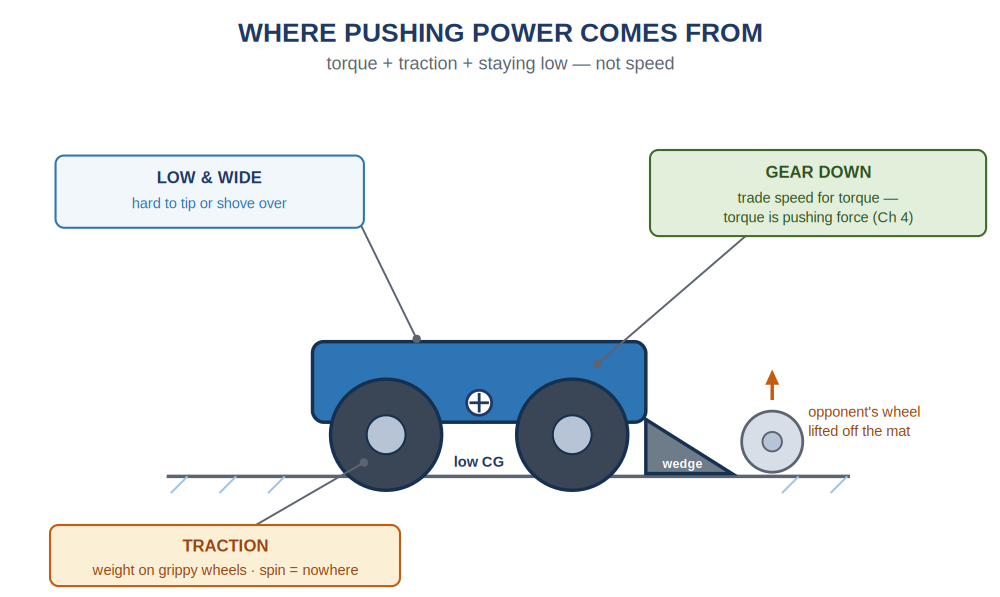 WHERE PUSHING POWER COMES FROM
torque + traction + staying low — not speed
LOW & WIDE
hard to tip or shove over
GEAR DOWN
trade speed for torque —
torque is pushing force (Ch 4)
opponent's wheel
lifted off the mat
low CG
wedge
TRACTION
weight on grippy wheels · spin = nowhere